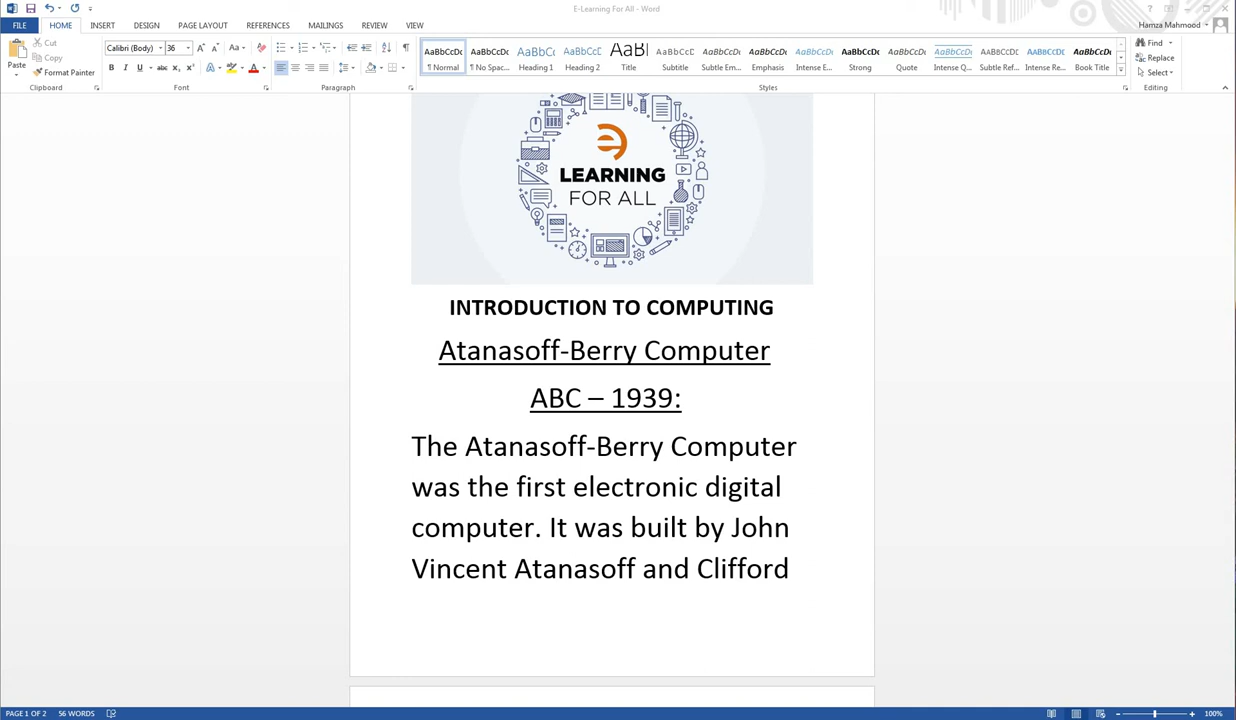 E-Learning For All - Word
FILE HOME INSERT DESIGN PAGE LAYOUT REFERENCES MAILINGS REVIEW VIEW
Hamza Mahmood
Paste
Cut
Copy
Format Painter
Clipboard
Calibri (Body) 36
Font
Paragraph
AaBbCcDc AaBbCcDc AaBbCc AaBbCcD AaBl AaBbCcD AaBbCcDc AaBbCcDc AaBbCcDc AaBbCcDc AaBbCcDc AaBbCcDc AaBbCcDc AaBbCcDc AaBbCcDc
¶ Normal ¶ No Spac... Heading 1 Heading 2 Title Subtitle Subtle Em... Emphasis Intense E... Strong Quote Intense Q... Subtle Ref... Intense Re... Book Title
Styles
Find
Replace
Select
Editing
LEARNING
FOR ALL
INTRODUCTION TO COMPUTING
Atanasoff-Berry Computer
ABC – 1939:
The Atanasoff-Berry Computer
was the first electronic digital
computer. It was built by John
Vincent Atanasoff and Clifford
PAGE 1 OF 2 56 WORDS
100%